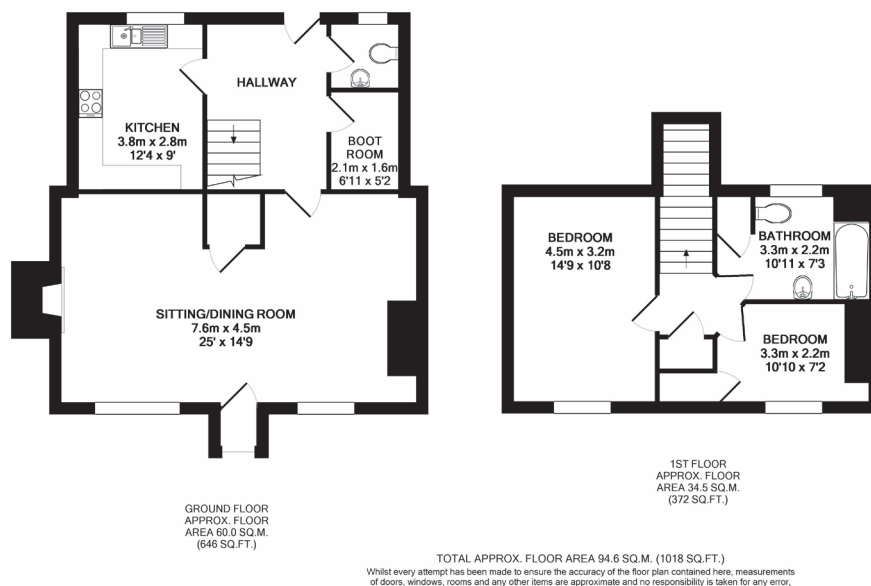 HALLWAY
KITCHEN
3.8m x 2.8m
12'4 x 9'
BOOT
ROOM
2.1m x 1.6m
6'11 x 5'2
SITTING/DINING ROOM
7.6m x 4.5m
25' x 14'9
GROUND FLOOR
APPROX. FLOOR
AREA 60.0 SQ.M.
(646 SQ.FT.)
BEDROOM
4.5m x 3.2m
14'9 x 10'8
BATHROOM
3.3m x 2.2m
10'11 x 7'3
BEDROOM
3.3m x 2.2m
10'10 x 7'2
1ST FLOOR
APPROX. FLOOR
AREA 34.5 SQ.M.
(372 SQ.FT.)
TOTAL APPROX. FLOOR AREA 94.6 SQ.M. (1018 SQ.FT.)
Whilst every attempt has been made to ensure the accuracy of the floor plan contained here, measurements
of doors, windows, rooms and any other items are approximate and no responsibility is taken for any error,